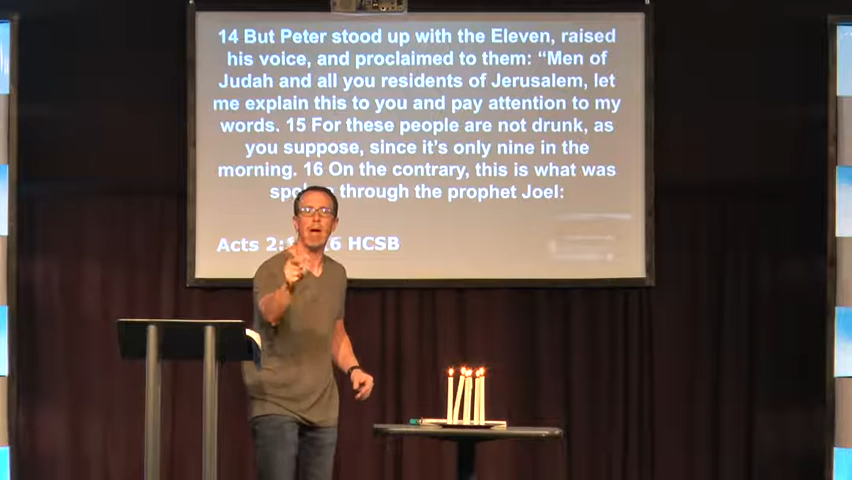 14 But Peter stood up with the Eleven, raised
his voice, and proclaimed to them: “Men of
Judah and all you residents of Jerusalem, let
me explain this to you and pay attention to my
words. 15 For these people are not drunk, as
you suppose, since it’s only nine in the
morning. 16 On the contrary, this is what was
through the prophet Joel:
Acts HCSB